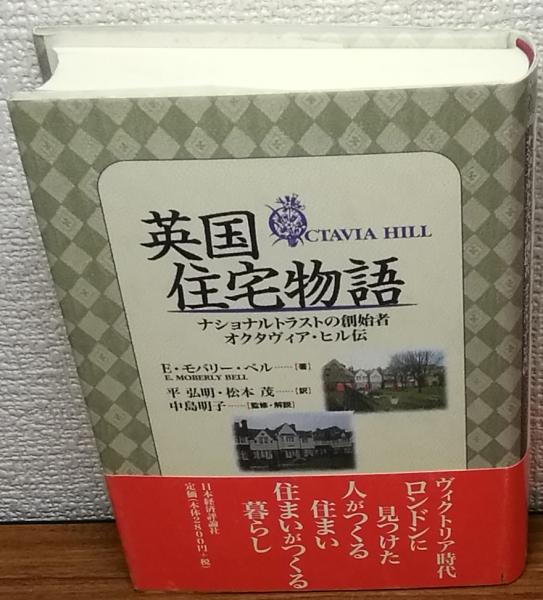 英国
OCTAVIA HILL
住宅物語
ナショナルトラストの創始者
オクタヴィア・ヒル伝
E・モバリー・ベル……[著]
E. MOBERLY BELL
平 弘明・松本 茂……[訳]
中島明子……[監修・解説]
ヴィクトリア時代
ロンドンに
見つけた
人がつくる
住まい
住まいがつくる
暮らし
日本経済評論社
定価(本体2800円+税)